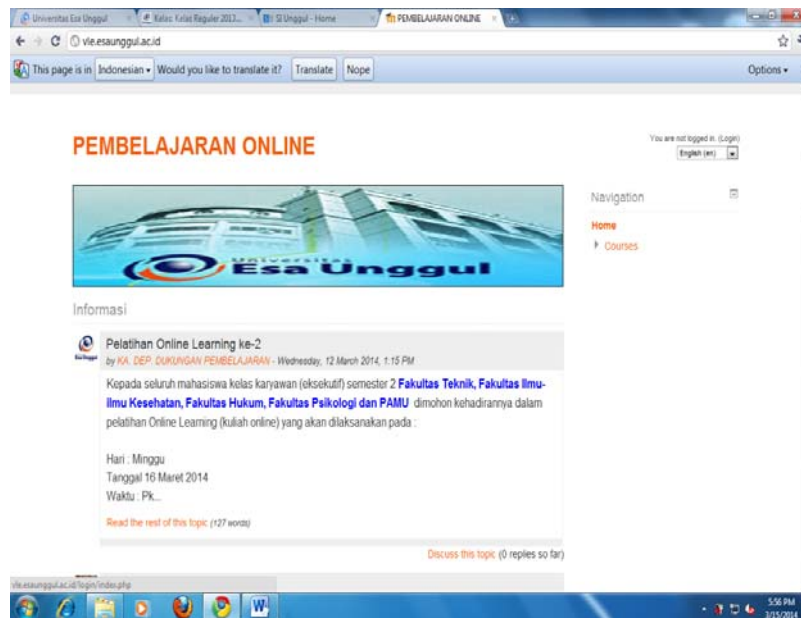 Universitas Esa Unggul
Kelas: Kelas Reguler 2013...
SI Unggul - Home
PEMBELAJARAN ONLINE
vle.esaunggul.ac.id
This page is in Indonesian Would you like to translate it? Translate Nope Options
PEMBELAJARAN ONLINE
You are not logged in. (Login)
English (en)
Universitas
Esa Unggul
Navigation
Home
Courses
Informasi
Pelatihan Online Learning ke-2
by KA. DEP. DUKUNGAN PEMBELAJARAN - Wednesday, 12 March 2014, 1:15 PM
Kepada seluruh mahasiswa kelas karyawan (eksekutif) semester 2 Fakultas Teknik, Fakultas Ilmu-
Ilmu Kesehatan, Fakultas Hukum, Fakultas Psikologi dan PAMU dimohon kehadirannya dalam
pelatihan Online Learning (kuliah online) yang akan dilaksanakan pada :
Hari : Minggu
Tanggal 16 Maret 2014
Waktu : Pk...
Read the rest of this topic (127 words)
Discuss this topic (0 replies so far)
vle.esaunggul.ac.id/login/index.php
5:56 PM
3/15/2014